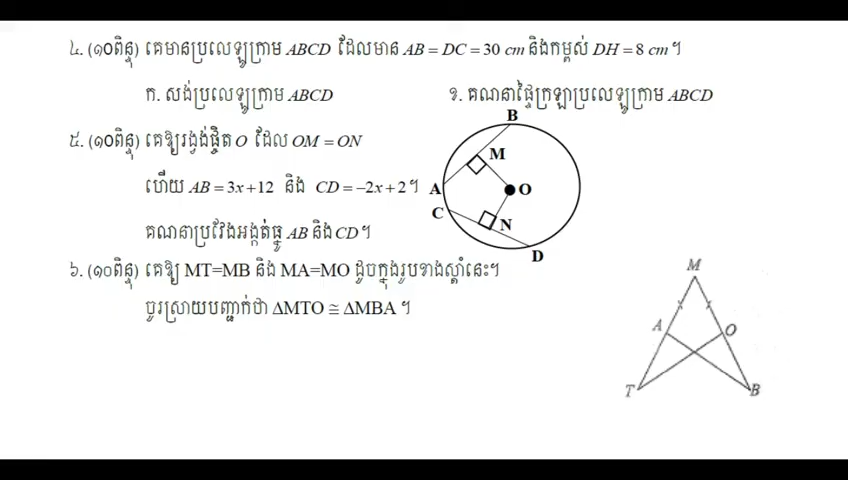 ៤. (១០ពិន្ទុ) គេមានប្រលេឡូក្រាម ABCD ដែលមាន AB = DC = 30 cm និងកម្ពស់ DH = 8 cm ។
ក. សង់ប្រលេឡូក្រាម ABCD ខ. គណនាផ្ទៃក្រឡាប្រលេឡូក្រាម ABCD
៥. (១០ពិន្ទុ) គេឱ្យរង្វង់ផ្ចិត O ដែល OM = ON
ហើយ AB = 3x + 12 និង CD = −2x + 2 ។
គណនាប្រវែងអង្កត់ធ្នូ AB និង CD ។
B
M
A
O
C
N
D
៦. (១០ពិន្ទុ) គេឱ្យ MT=MB និង MA=MO ដូចក្នុងរូបខាងស្តាំនេះ។
ចូរស្រាយបញ្ជាក់ថា ΔMTO ≅ ΔMBA ។
M
A
O
T
B